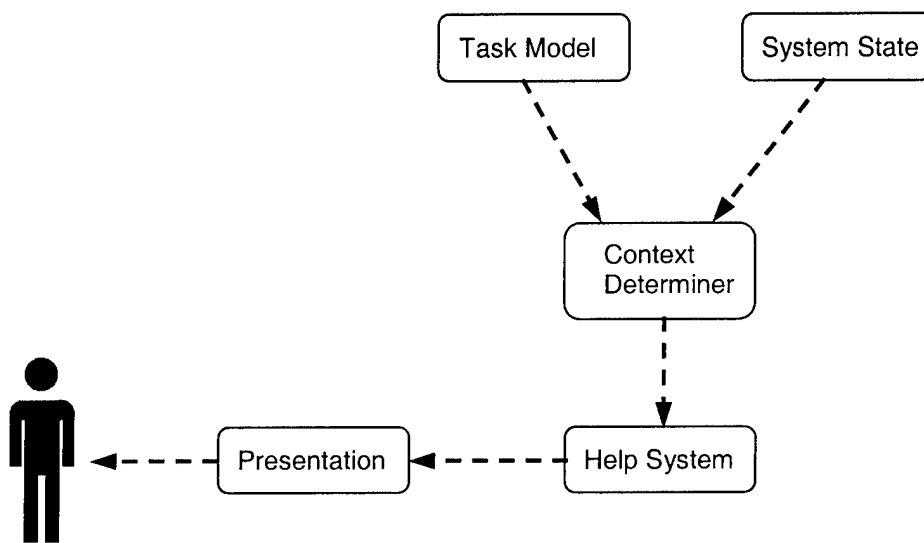 Task Model
System State
Context
Determiner
Presentation
Help System